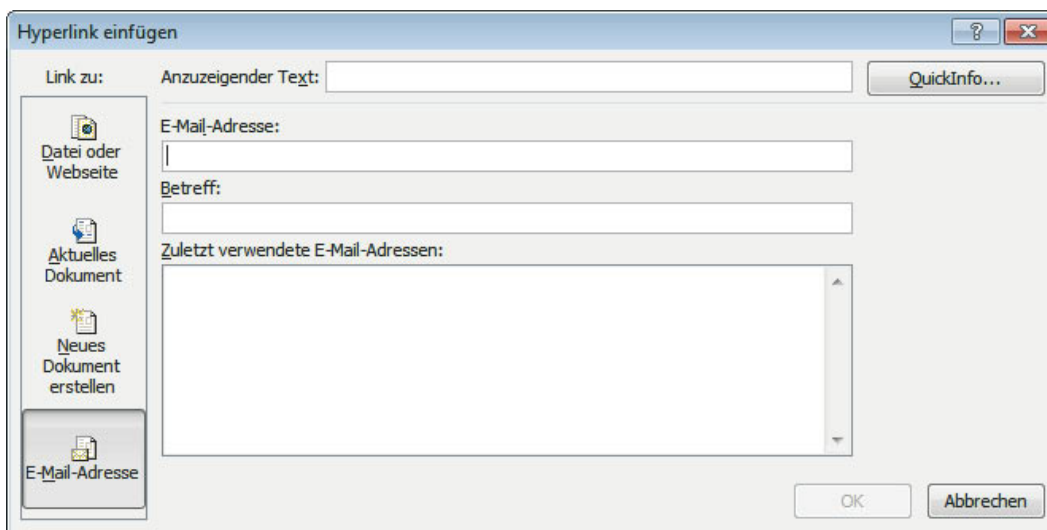 Hyperlink einfügen
Link zu:
Anzuzeigender Text:
QuickInfo...
Datei oder
Webseite
Aktuelles
Dokument
Neues
Dokument
erstellen
E-Mail-Adresse
E-Mail-Adresse:
Betreff:
Zuletzt verwendete E-Mail-Adressen:
OK
Abbrechen